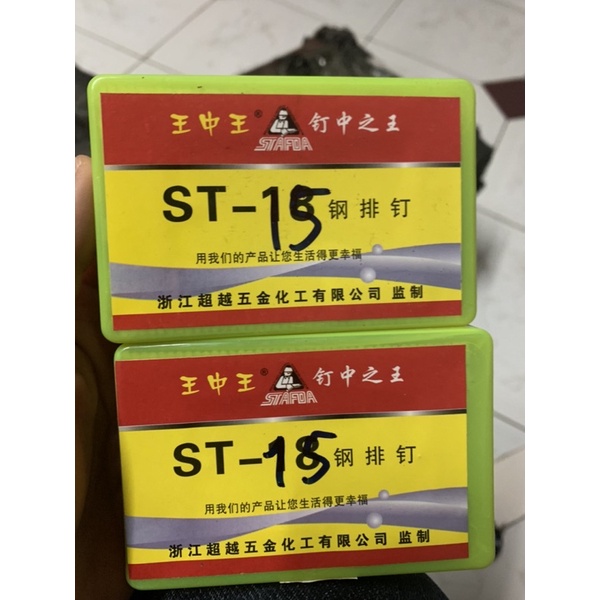 王中王® STAFDA 钉中之王
ST-15 钢排钉
用我们的产品让您生活得更幸福
浙江超越五金化工有限公司 监制
王中王® STAFDA 钉中之王
ST-15 钢排钉
用我们的产品让您生活得更幸福
浙江超越五金化工有限公司 监制